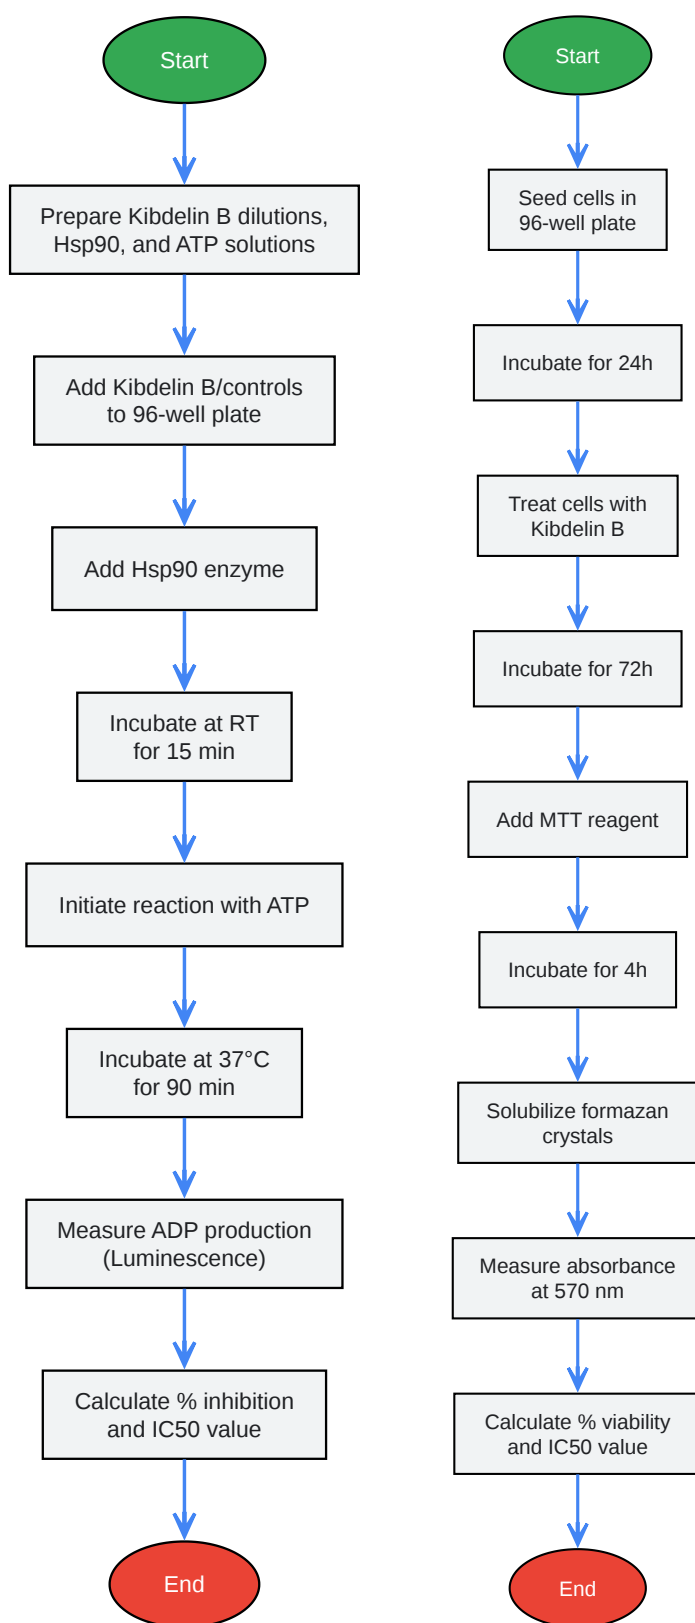 Start
Prepare Kibdelin B dilutions,
Hsp90, and ATP solutions
Add Kibdelin B/controls
to 96-well plate
Add Hsp90 enzyme
Incubate at RT
for 15 min
Initiate reaction with ATP
Incubate at 37°C
for 90 min
Measure ADP production
(Luminescence)
Calculate % inhibition
and IC50 value
End
Start
Seed cells in
96-well plate
Incubate for 24h
Treat cells with
Kibdelin B
Incubate for 72h
Add MTT reagent
Incubate for 4h
Solubilize formazan
crystals
Measure absorbance
at 570 nm
Calculate % viability
and IC50 value
End